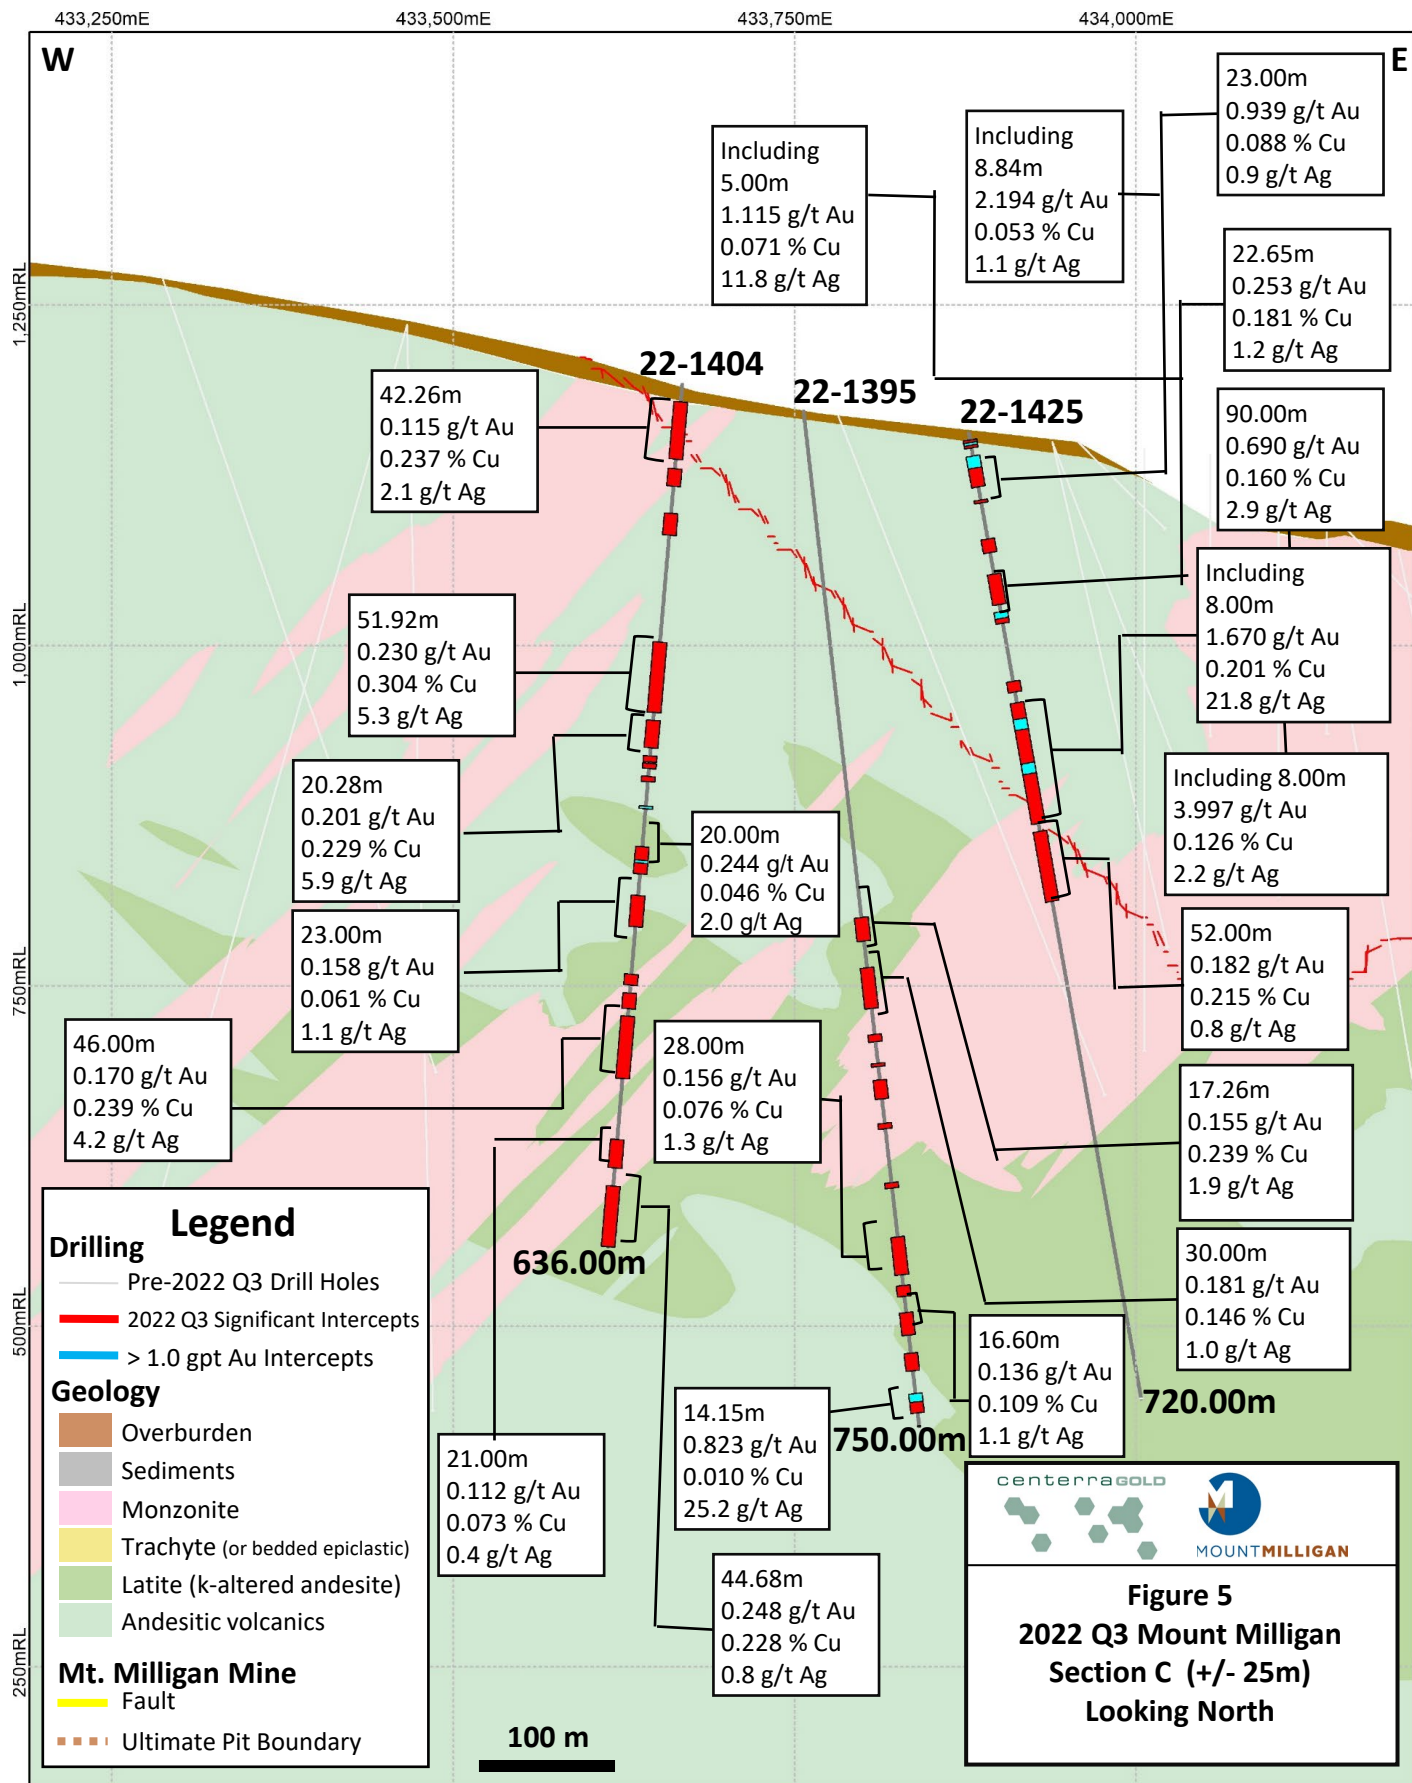 433,250mE
433,500mE
433,750mE
434,000mE
W
E
1,250mRL
1,000mRL
750mRL
500mRL
250mRL
23.00m
0.939 g/t Au
0.088 % Cu
0.9 g/t Ag
Including
5.00m
1.115 g/t Au
0.071 % Cu
11.8 g/t Ag
Including
8.84m
2.194 g/t Au
0.053 % Cu
1.1 g/t Ag
22.65m
0.253 g/t Au
0.181 % Cu
1.2 g/t Ag
22-1404
22-1395
22-1425
42.26m
0.115 g/t Au
0.237 % Cu
2.1 g/t Ag
90.00m
0.690 g/t Au
0.160 % Cu
2.9 g/t Ag
Including
8.00m
1.670 g/t Au
0.201 % Cu
21.8 g/t Ag
51.92m
0.230 g/t Au
0.304 % Cu
5.3 g/t Ag
Including 8.00m
3.997 g/t Au
0.126 % Cu
2.2 g/t Ag
20.28m
0.201 g/t Au
0.229 % Cu
5.9 g/t Ag
20.00m
0.244 g/t Au
0.046 % Cu
2.0 g/t Ag
23.00m
0.158 g/t Au
0.061 % Cu
1.1 g/t Ag
52.00m
0.182 g/t Au
0.215 % Cu
0.8 g/t Ag
46.00m
0.170 g/t Au
0.239 % Cu
4.2 g/t Ag
28.00m
0.156 g/t Au
0.076 % Cu
1.3 g/t Ag
17.26m
0.155 g/t Au
0.239 % Cu
1.9 g/t Ag
30.00m
0.181 g/t Au
0.146 % Cu
1.0 g/t Ag
636.00m
16.60m
0.136 g/t Au
0.109 % Cu
1.1 g/t Ag
720.00m
14.15m
0.823 g/t Au
0.010 % Cu
25.2 g/t Ag
750.00m
21.00m
0.112 g/t Au
0.073 % Cu
0.4 g/t Ag
44.68m
0.248 g/t Au
0.228 % Cu
0.8 g/t Ag
Legend
Drilling
Pre-2022 Q3 Drill Holes
2022 Q3 Significant Intercepts
> 1.0 gpt Au Intercepts
Geology
Overburden
Sediments
Monzonite
Trachyte (or bedded epiclastic)
Latite (k-altered andesite)
Andesitic volcanics
Mt. Milligan Mine
Fault
Ultimate Pit Boundary
100 m
centerraGOLD
M
MOUNTMILLIGAN
Figure 5
2022 Q3 Mount Milligan
Section C (+/- 25m)
Looking North